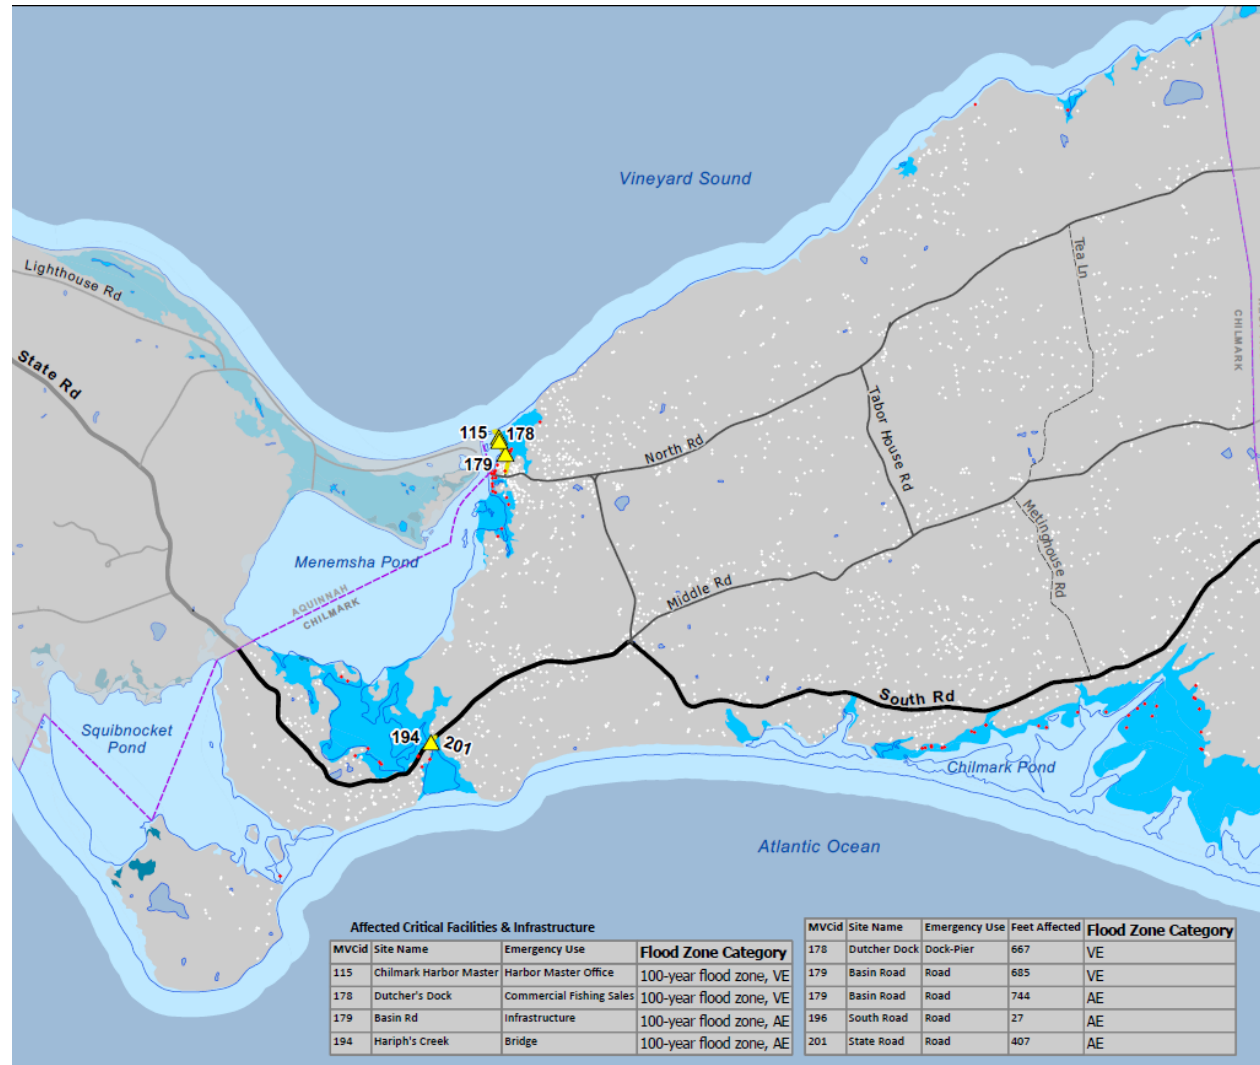 Vineyard Sound
Lighthouse Rd
State Rd
Tea Ln
CHILMARK
115
178
179
North Rd
Tabor House Rd
Metinghouse Rd
Menemsha Pond
AQUINNAH
CHILMARK
Middle Rd
South Rd
Squibnocket
Pond
194
201
Chilmark Pond
Atlantic Ocean
Affected Critical Facilities & Infrastructure
MVCid Site Name Emergency Use Flood Zone Category
115 Chilmark Harbor Master Harbor Master Office 100-year flood zone, VE
178 Dutcher's Dock Commercial Fishing Sales 100-year flood zone, VE
179 Basin Rd Infrastructure 100-year flood zone, AE
194 Hariph's Creek Bridge 100-year flood zone, AE
MVCid Site Name Emergency Use Feet Affected Flood Zone Category
178 Dutcher Dock Dock-Pier 667 VE
179 Basin Road Road 685 VE
179 Basin Road Road 744 AE
196 South Road Road 27 AE
201 State Road Road 407 AE